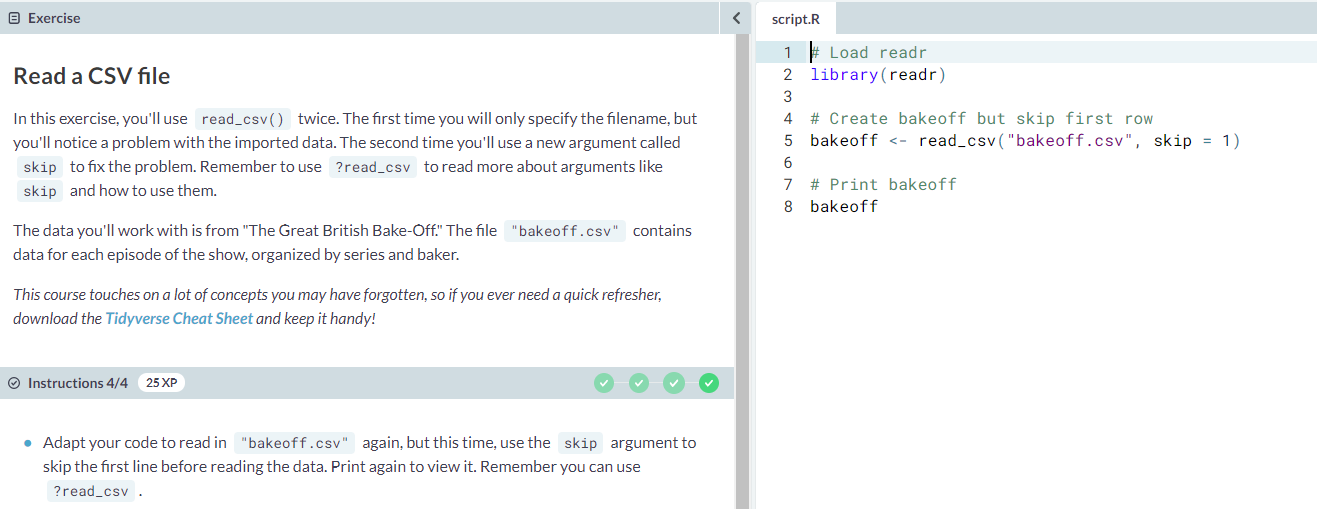 Exercise
Read a CSV file
In this exercise, you'll use read_csv() twice. The first time you will only specify the filename, but
you'll notice a problem with the imported data. The second time you'll use a new argument called
skip to fix the problem. Remember to use ?read_csv to read more about arguments like
skip and how to use them.
The data you'll work with is from "The Great British Bake-Off." The file "bakeoff.csv" contains
data for each episode of the show, organized by series and baker.
This course touches on a lot of concepts you may have forgotten, so if you ever need a quick refresher,
download the Tidyverse Cheat Sheet and keep it handy!
Instructions 4/4 25 XP
Adapt your code to read in "bakeoff.csv" again, but this time, use the skip argument to
skip the first line before reading the data. Print again to view it. Remember you can use
?read_csv .
script.R
1 # Load readr
2 library(readr)
3
4 # Create bakeoff but skip first row
5 bakeoff <- read_csv("bakeoff.csv", skip = 1)
6
7 # Print bakeoff
8 bakeoff